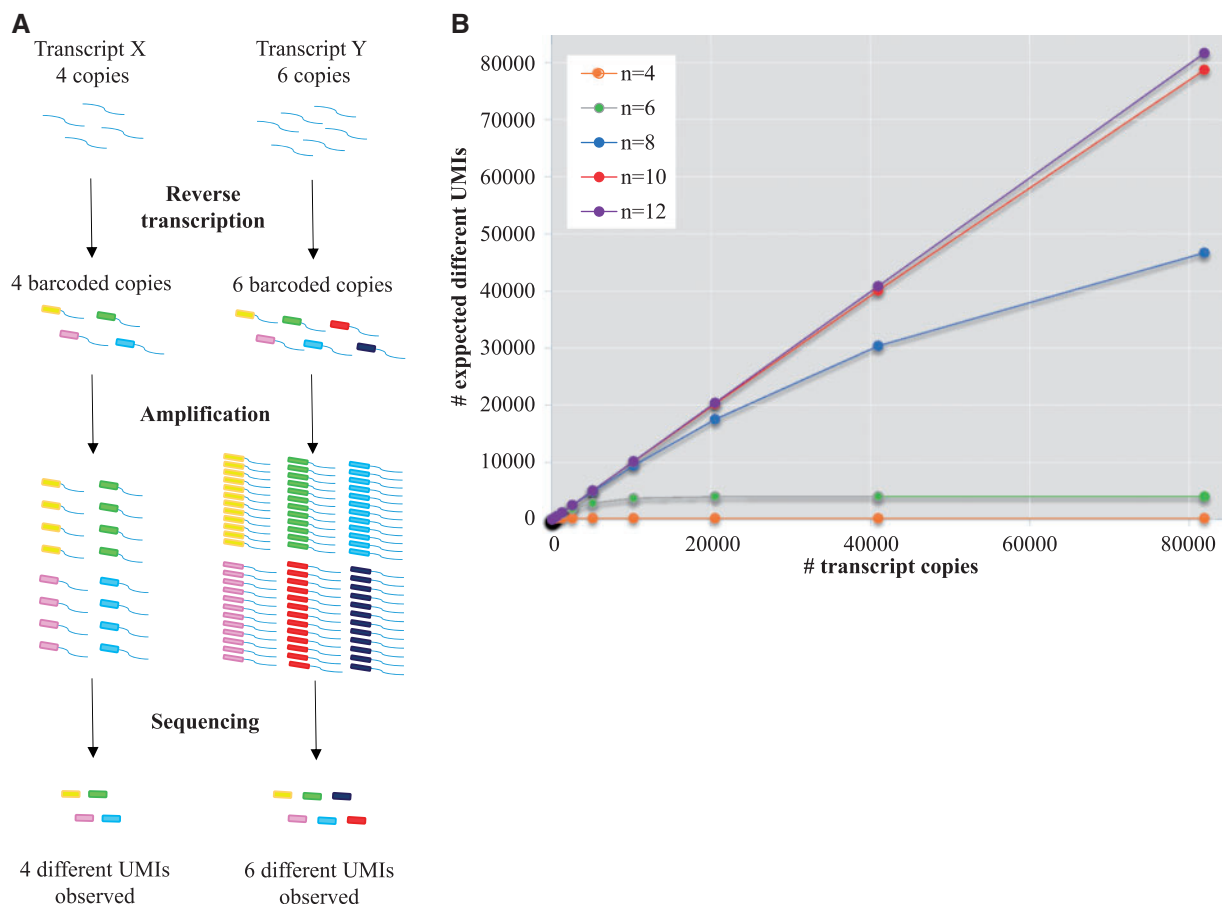 A
Transcript X
4 copies
Transcript Y
6 copies
Reverse
transcription
4 barcoded copies
6 barcoded copies
Amplification
Sequencing
4 different UMIs
observed
6 different UMIs
observed
B
# exppected different UMIs
80000
70000
60000
50000
40000
30000
20000
10000
0
n=4
n=6
n=8
n=10
n=12
0
20000
40000
60000
80000
# transcript copies